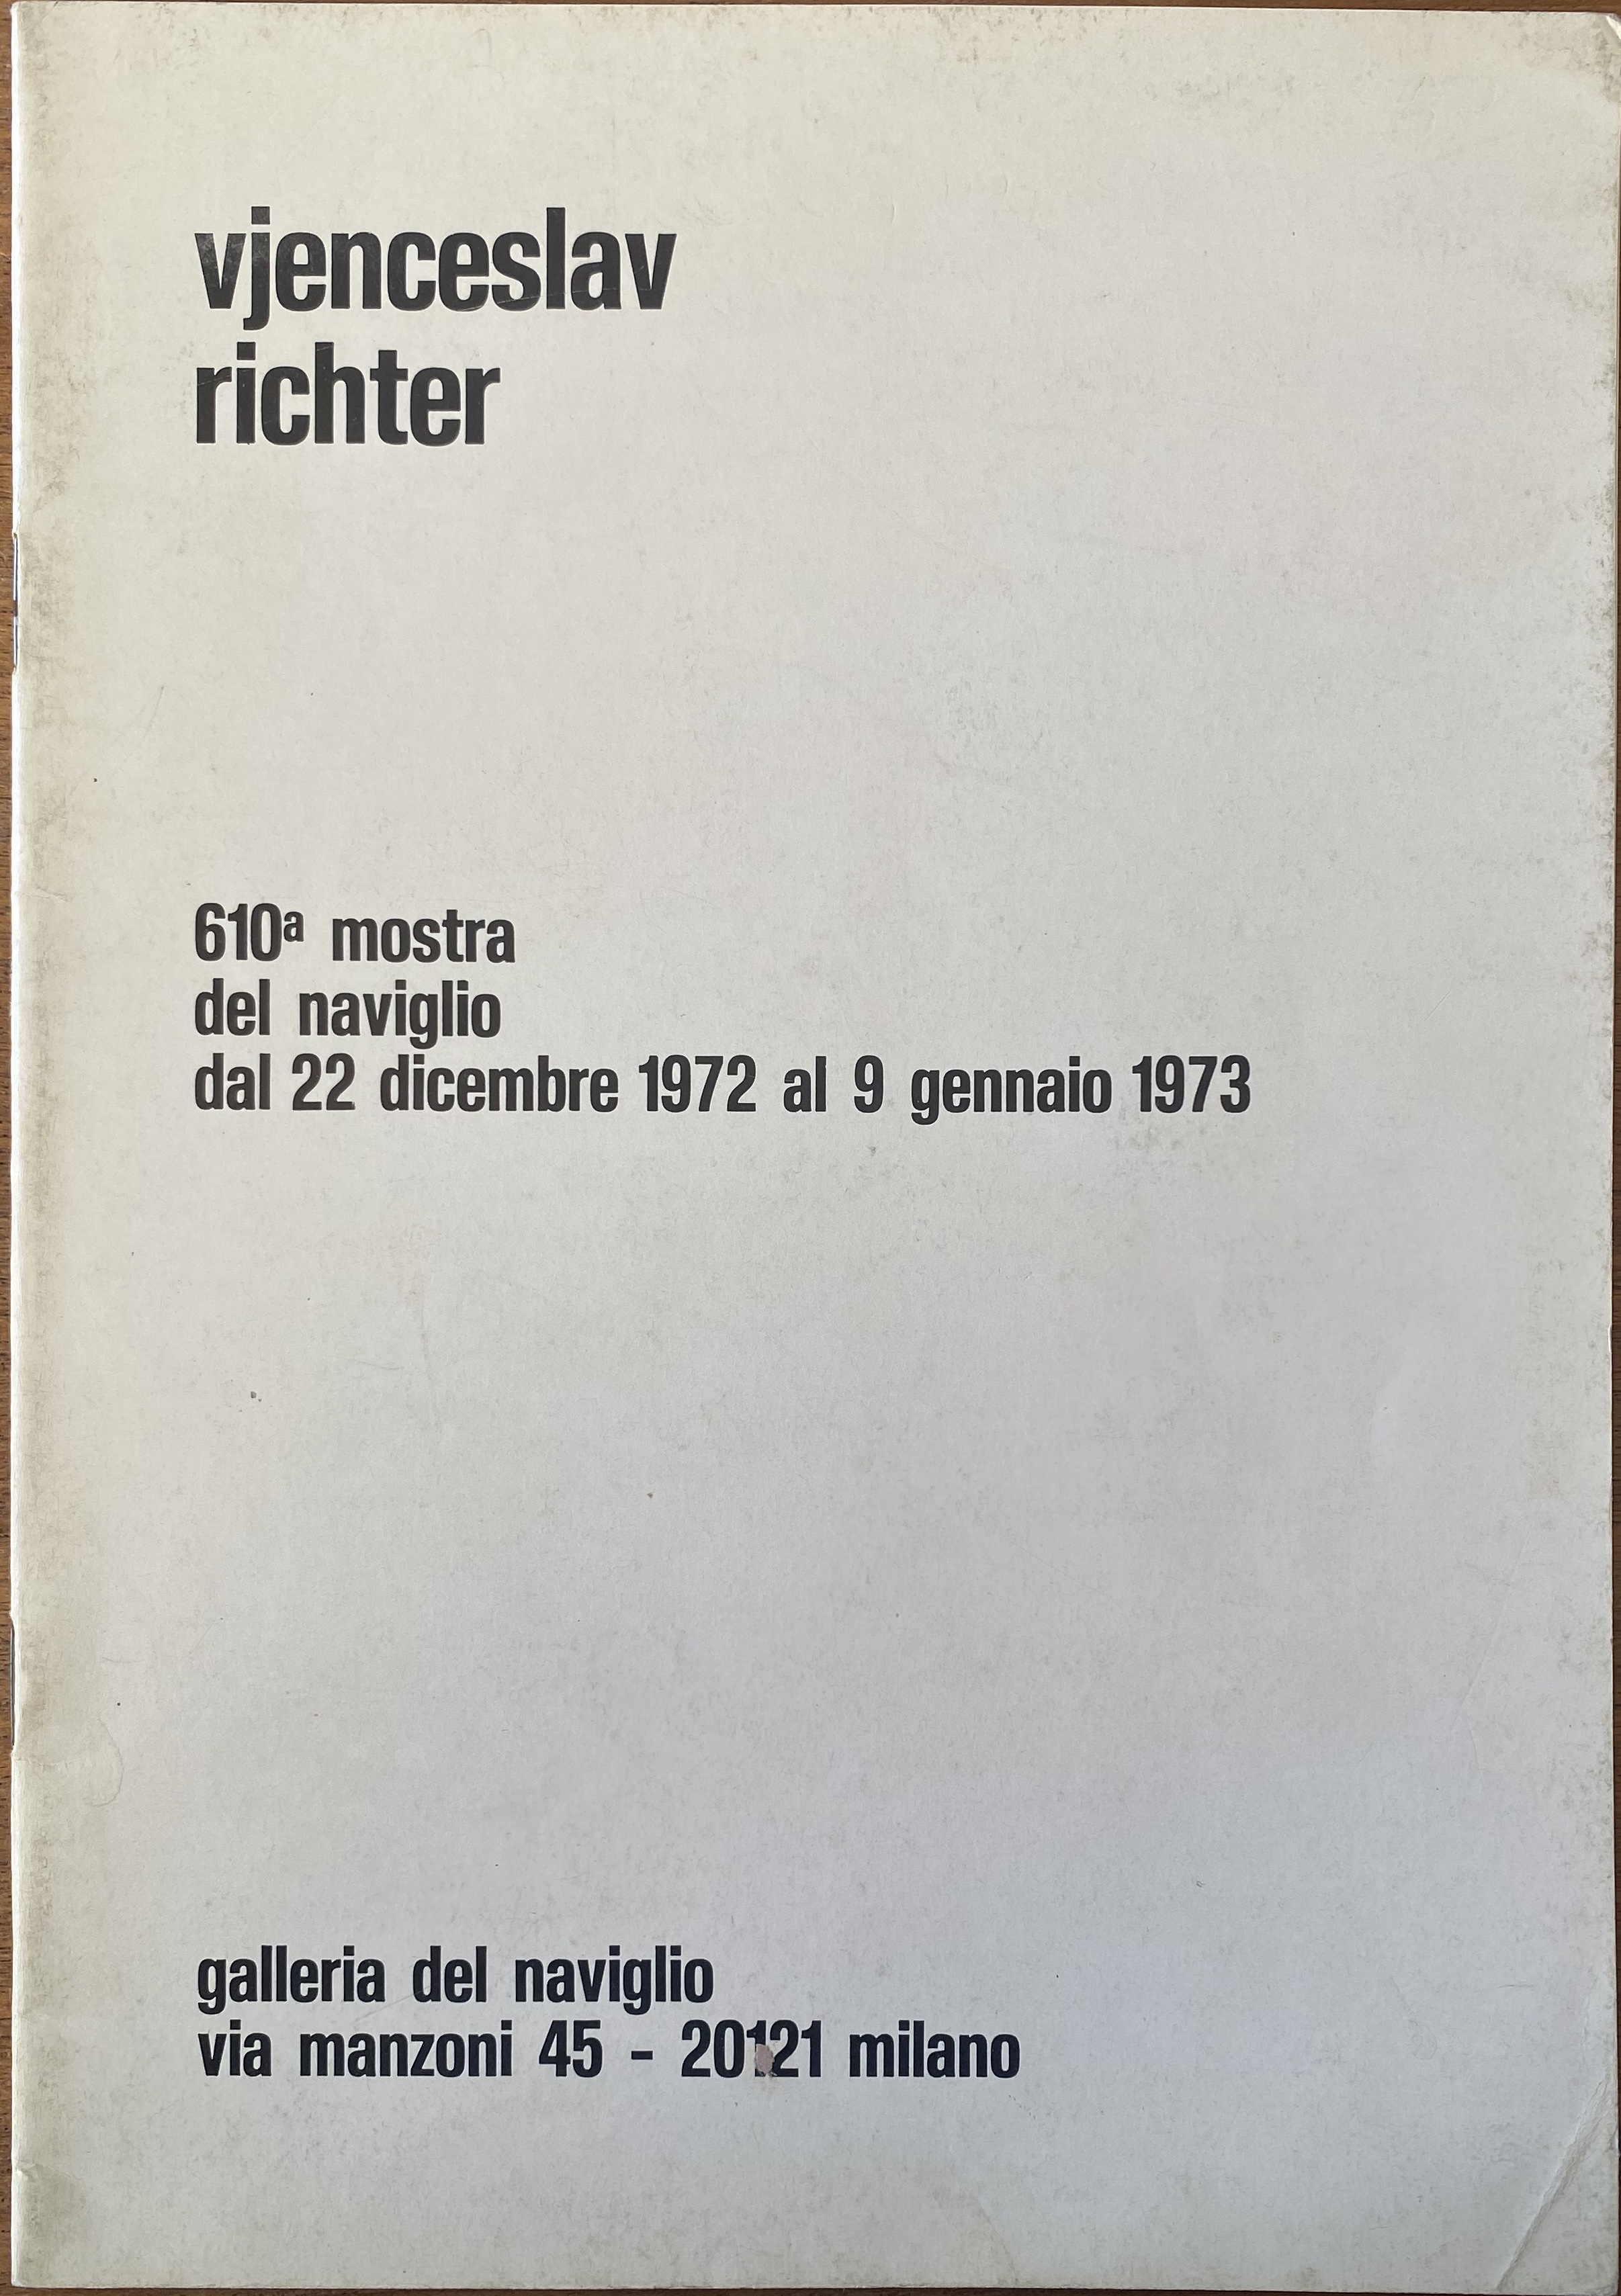 vjenceslav
richter
610ª mostra
del naviglio
dal 22 dicembre 1972 al 9 gennaio 1973
galleria del naviglio
via manzoni 45 - 20121 milano